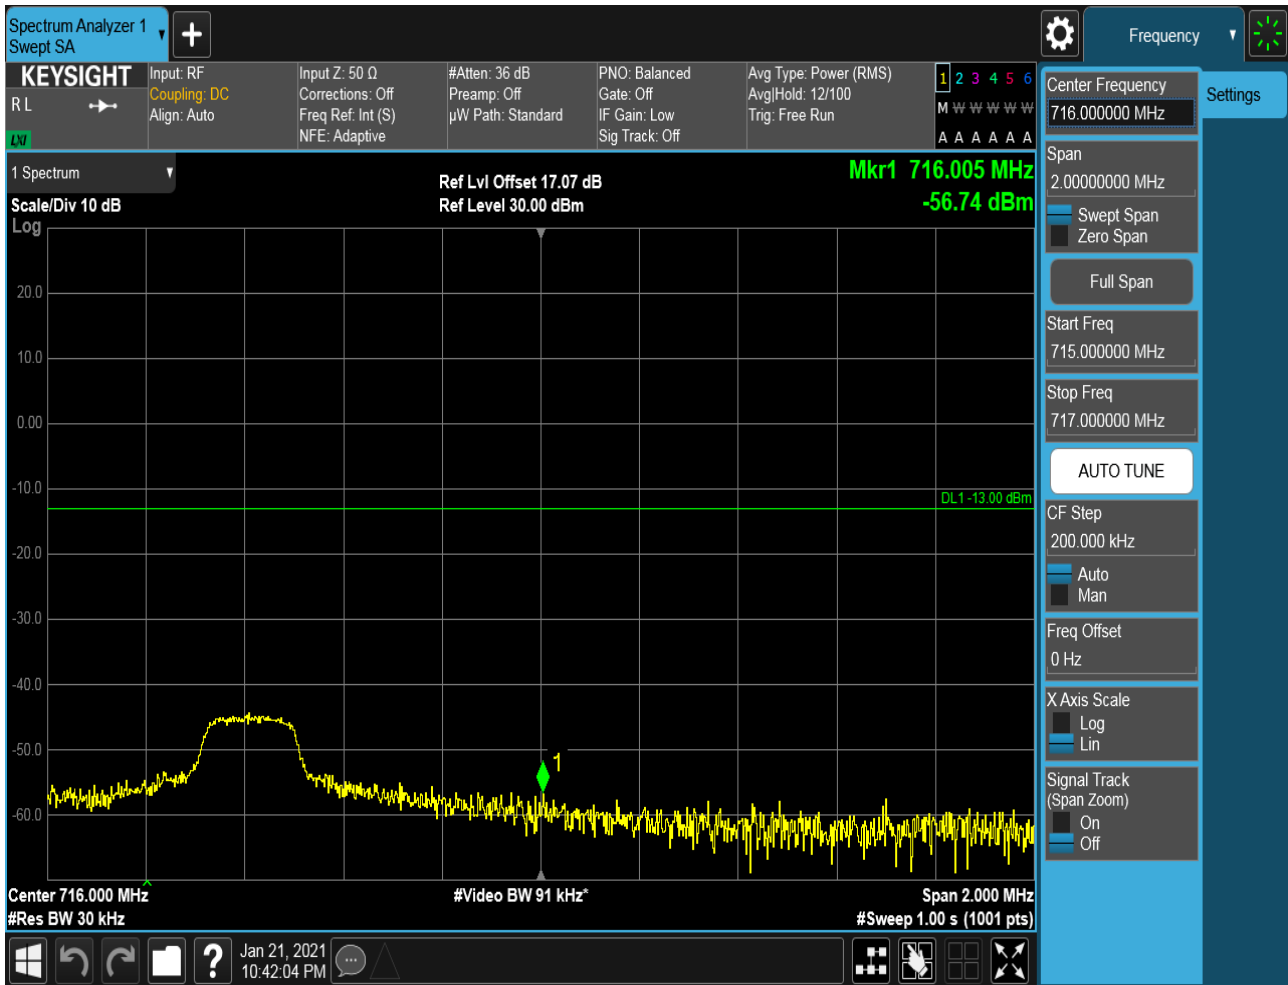 Spectrum Analyzer 1
Swept SA
+
Frequency
KEYSIGHT
R L
LXI
Input: RF
Coupling: DC
Align: Auto
Input Z: 50 Ω
Corrections: Off
Freq Ref: Int (S)
NFE: Adaptive
#Atten: 36 dB
Preamp: Off
µW Path: Standard
PNO: Balanced
Gate: Off
IF Gain: Low
Sig Track: Off
Avg Type: Power (RMS)
Avg|Hold: 12/100
Trig: Free Run
1 2 3 4 5 6
M W W W W W
A A A A A A
1 Spectrum
Scale/Div 10 dB
Log
Ref Lvl Offset 17.07 dB
Ref Level 30.00 dBm
Mkr1 716.005 MHz
-56.74 dBm
20.0
10.0
0.00
-10.0
DL1 -13.00 dBm
-20.0
-30.0
-40.0
-50.0
1
-60.0
Center 716.000 MHz
#Video BW 91 kHz*
Span 2.000 MHz
#Res BW 30 kHz
#Sweep 1.00 s (1001 pts)
?
Jan 21, 2021
10:42:04 PM
Center Frequency
716.000000 MHz
Settings
Span
2.00000000 MHz
Swept Span
Zero Span
Full Span
Start Freq
715.000000 MHz
Stop Freq
717.000000 MHz
AUTO TUNE
CF Step
200.000 kHz
Auto
Man
Freq Offset
0 Hz
X Axis Scale
Log
Lin
Signal Track
(Span Zoom)
On
Off